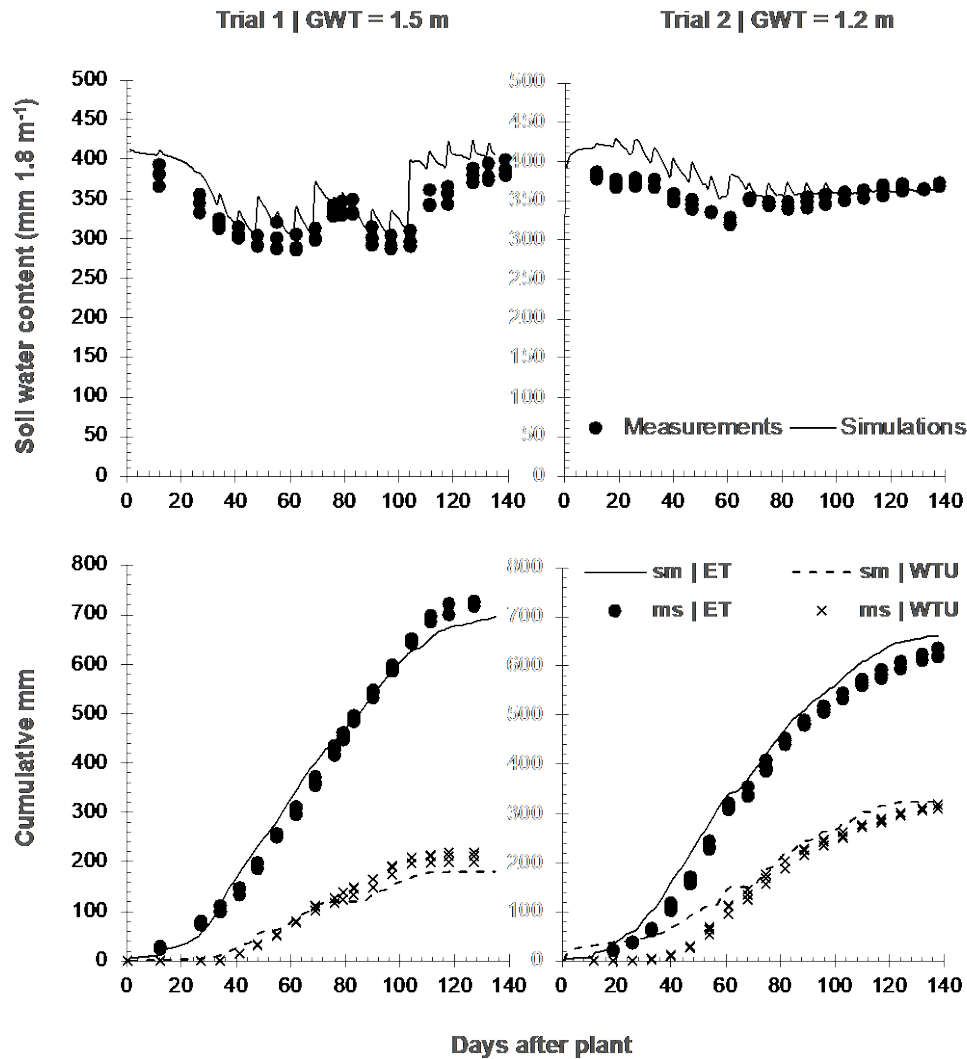 Trial 1 | GWT = 1.5 m
Trial 2 | GWT = 1.2 m
Soil water content (mm 1.8 m⁻¹)
500
450
400
350
300
250
200
150
100
50
0
0 20 40 60 80 100 120 140
500
450
400
350
300
250
200
150
100
50
0
0 20 40 60 80 100 120 140
Measurements
Simulations
Cumulative mm
800
700
600
500
400
300
200
100
0
0 20 40 60 80 100 120 140
800
700
600
500
400
300
200
100
0
0 20 40 60 80 100 120 140
sm | ET
sm | WTU
ms | ET
ms | WTU
Days after plant